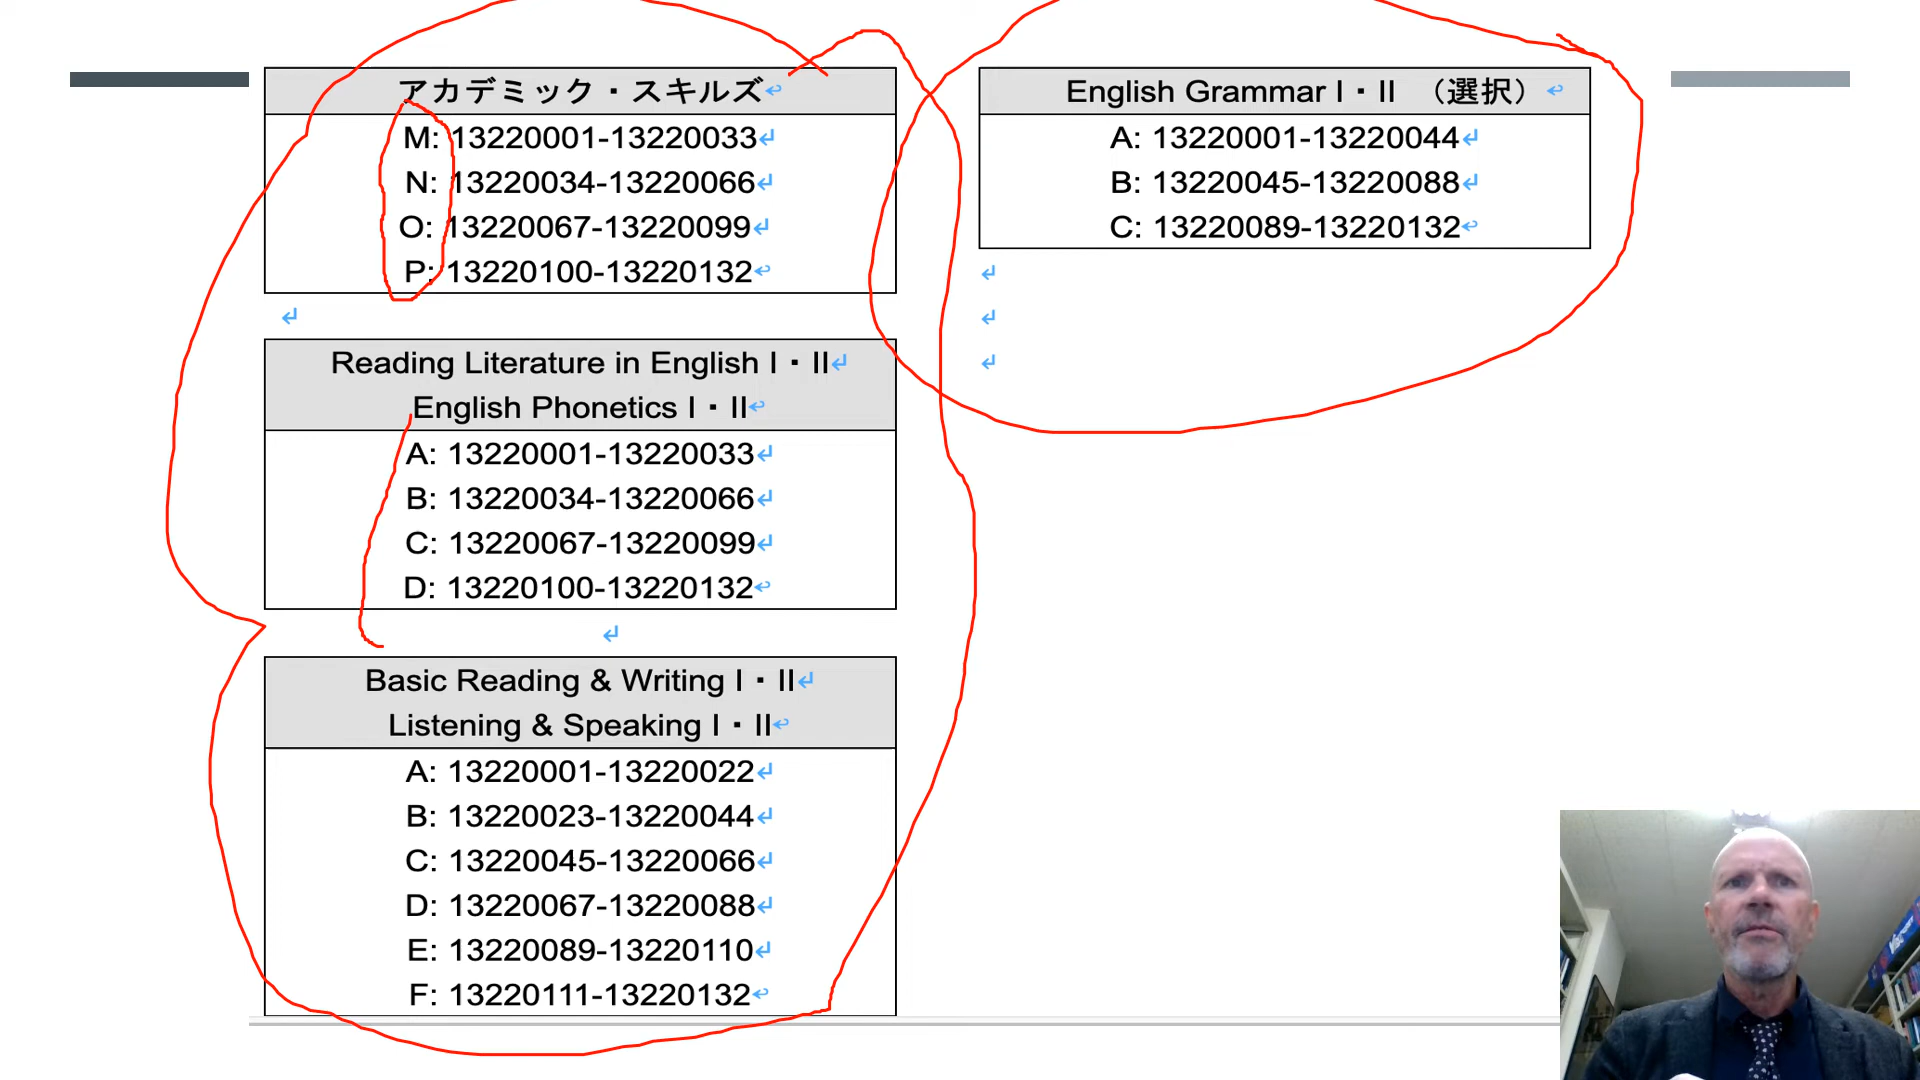 アカデミック・スキルズ
M: 13220001-13220033
N: 13220034-13220066
O: 13220067-13220099
P: 13220100-13220132
Reading Literature in English I・II
English Phonetics I・II
A: 13220001-13220033
B: 13220034-13220066
C: 13220067-13220099
D: 13220100-13220132
Basic Reading & Writing I・II
Listening & Speaking I・II
A: 13220001-13220022
B: 13220023-13220044
C: 13220045-13220066
D: 13220067-13220088
E: 13220089-13220110
F: 13220111-13220132
English Grammar I・II （選択）
A: 13220001-13220044
B: 13220045-13220088
C: 13220089-13220132